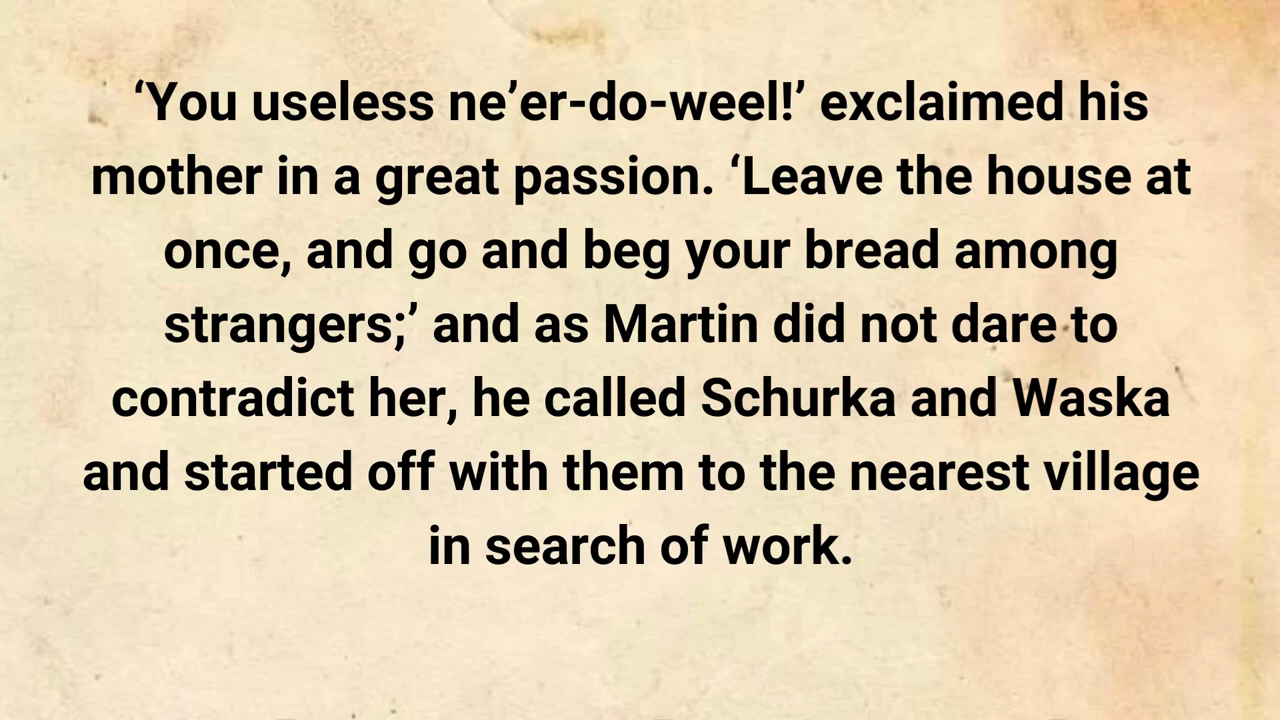 ‘You useless ne’er-do-weel!’ exclaimed his
mother in a great passion. ‘Leave the house at
once, and go and beg your bread among
strangers;’ and as Martin did not dare to
contradict her, he called Schurka and Waska
and started off with them to the nearest village
in search of work.